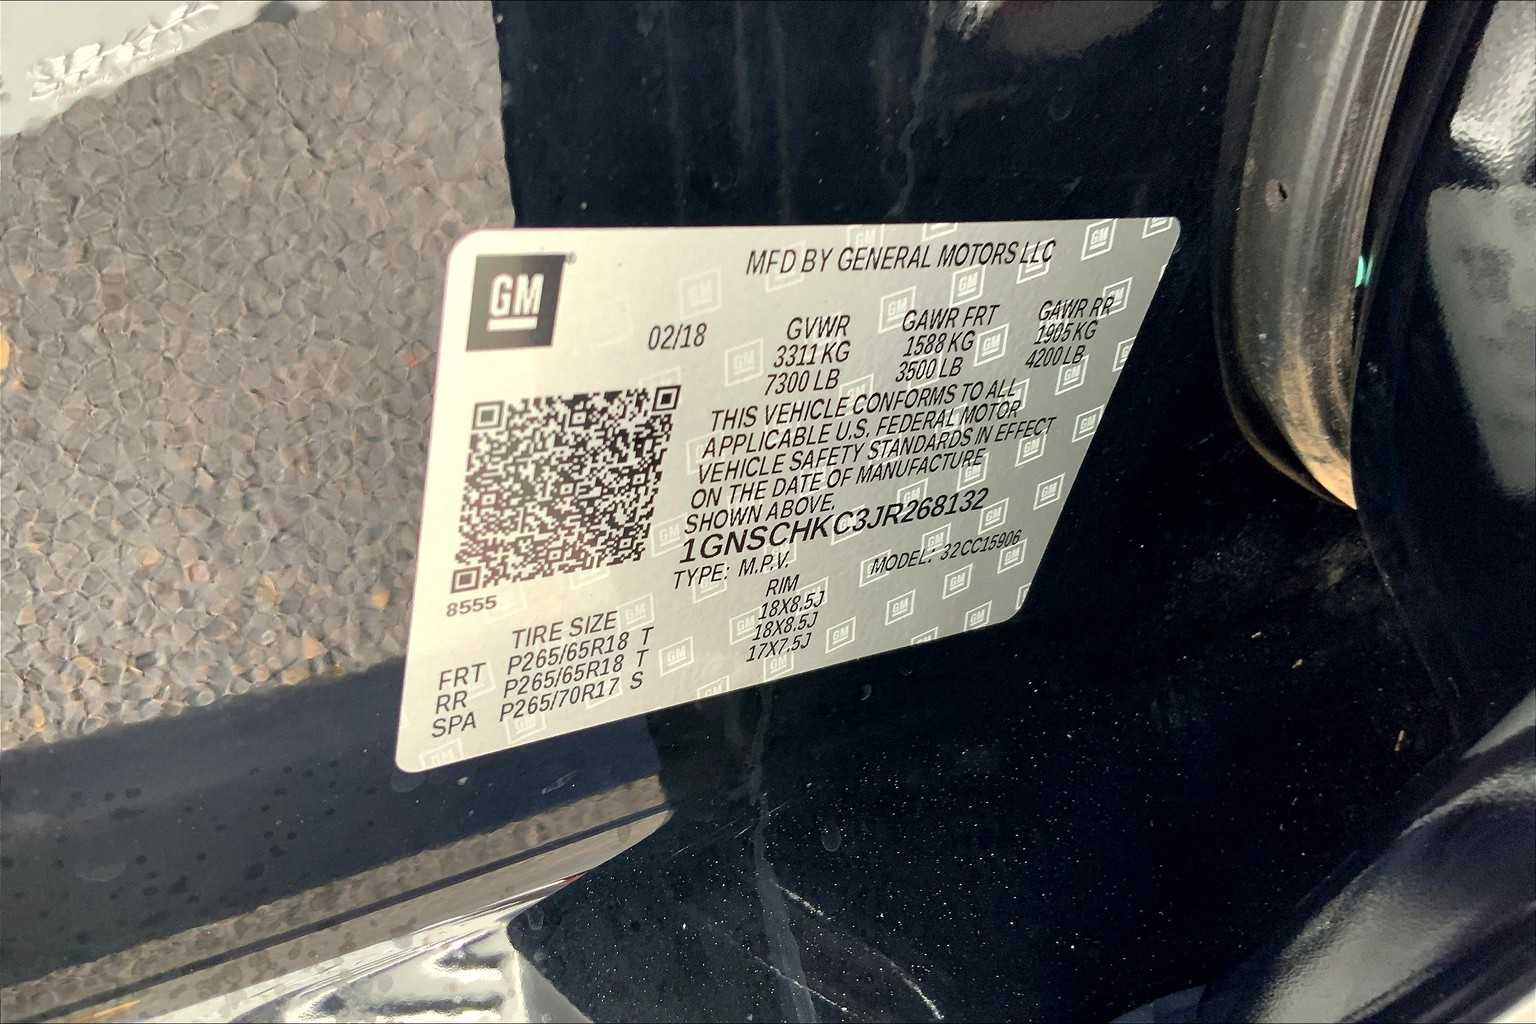 GM
MFD BY GENERAL MOTORS LLC
02/18
GVWR GAWR FRT GAWR RR
3311 KG 1588 KG 1905 KG
7300 LB 3500 LB 4200 LB
THIS VEHICLE CONFORMS TO ALL
APPLICABLE U.S. FEDERAL MOTOR
VEHICLE SAFETY STANDARDS IN EFFECT
ON THE DATE OF MANUFACTURE
SHOWN ABOVE.
1GNSCHKC3JR268132
TYPE: M.P.V. MODEL: 32CC15906
8555
TIRE SIZE RIM
FRT P265/65R18 T 18X8.5J
RR P265/65R18 T 18X8.5J
SPA P265/70R17 S 17X7.5J